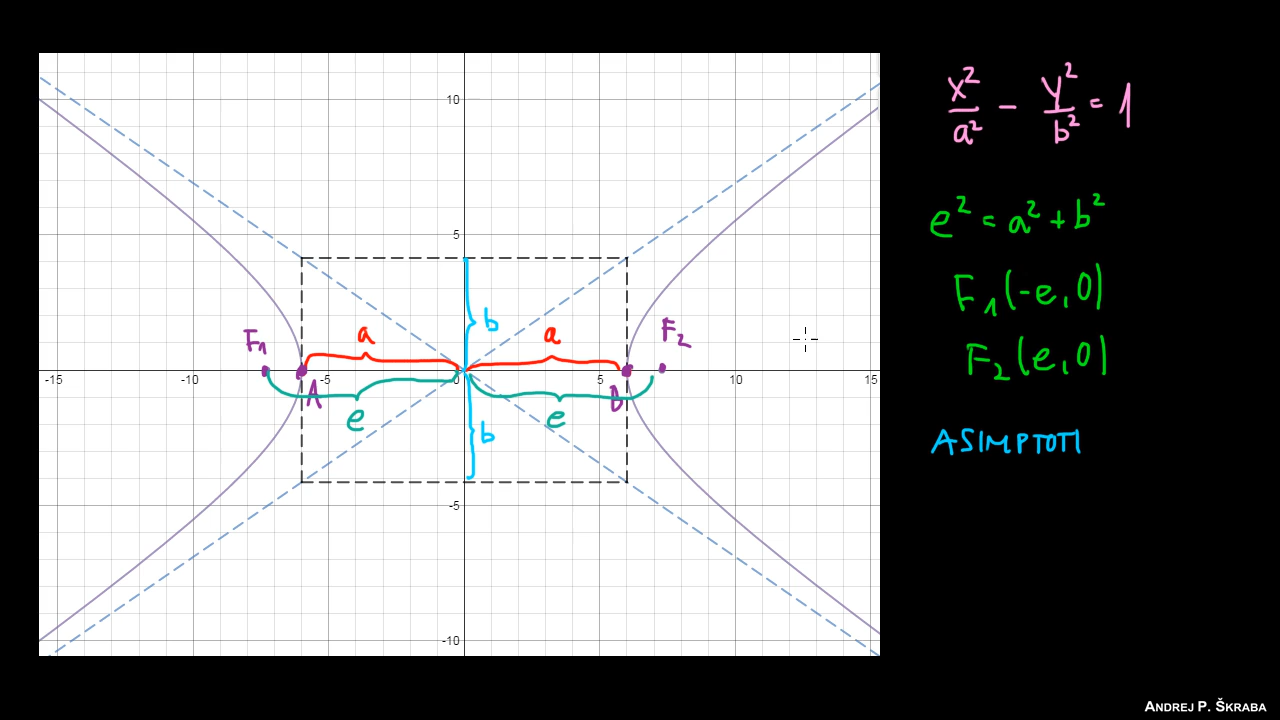 x²/a² - y²/b² = 1
e² = a² + b²
F₁(-e, 0)
F₂(e, 0)
ASIMPTOTI
10
5
b
F₁
a
a
F₂
-15
-10
-5
0
5
10
15
A
B
e
e
b
-5
-10
ANDREJ P. ŠKRABA